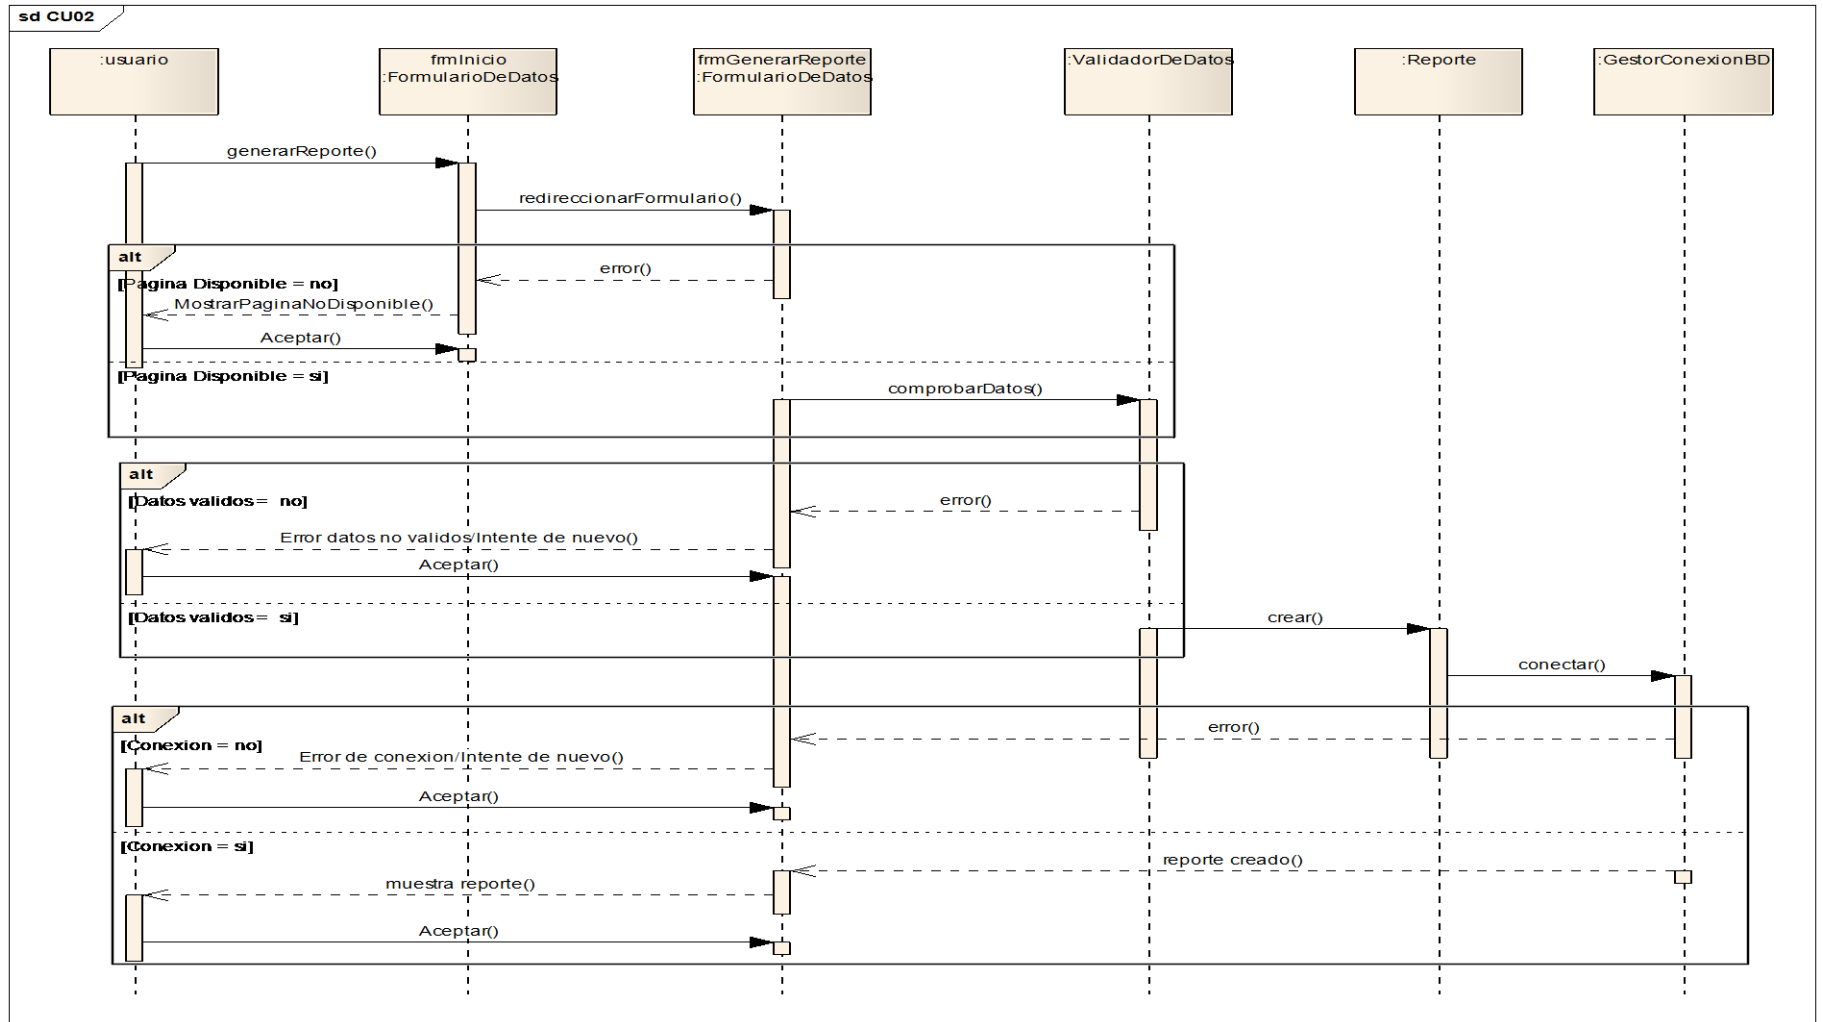 sd CU02
:usuario
frmInicio
:FormularioDeDatos
frmGenerarReporte
:FormularioDeDatos
:ValidadorDeDatos
:Reporte
:GestorConexionBD
generarReporte()
redireccionarFormulario()
alt
error()
[Pagina Disponible = no]
MostrarPaginaNoDisponible()
Aceptar()
[Pagina Disponible = si]
comprobarDatos()
alt
[Datos validos = no]
error()
Error datos no validos/Intente de nuevo()
Aceptar()
[Datos validos = si]
crear()
conectar()
alt
error()
[Conexion = no]
Error de conexion/Intente de nuevo()
Aceptar()
[Conexion = si]
reporte creado()
muestra reporte()
Aceptar()